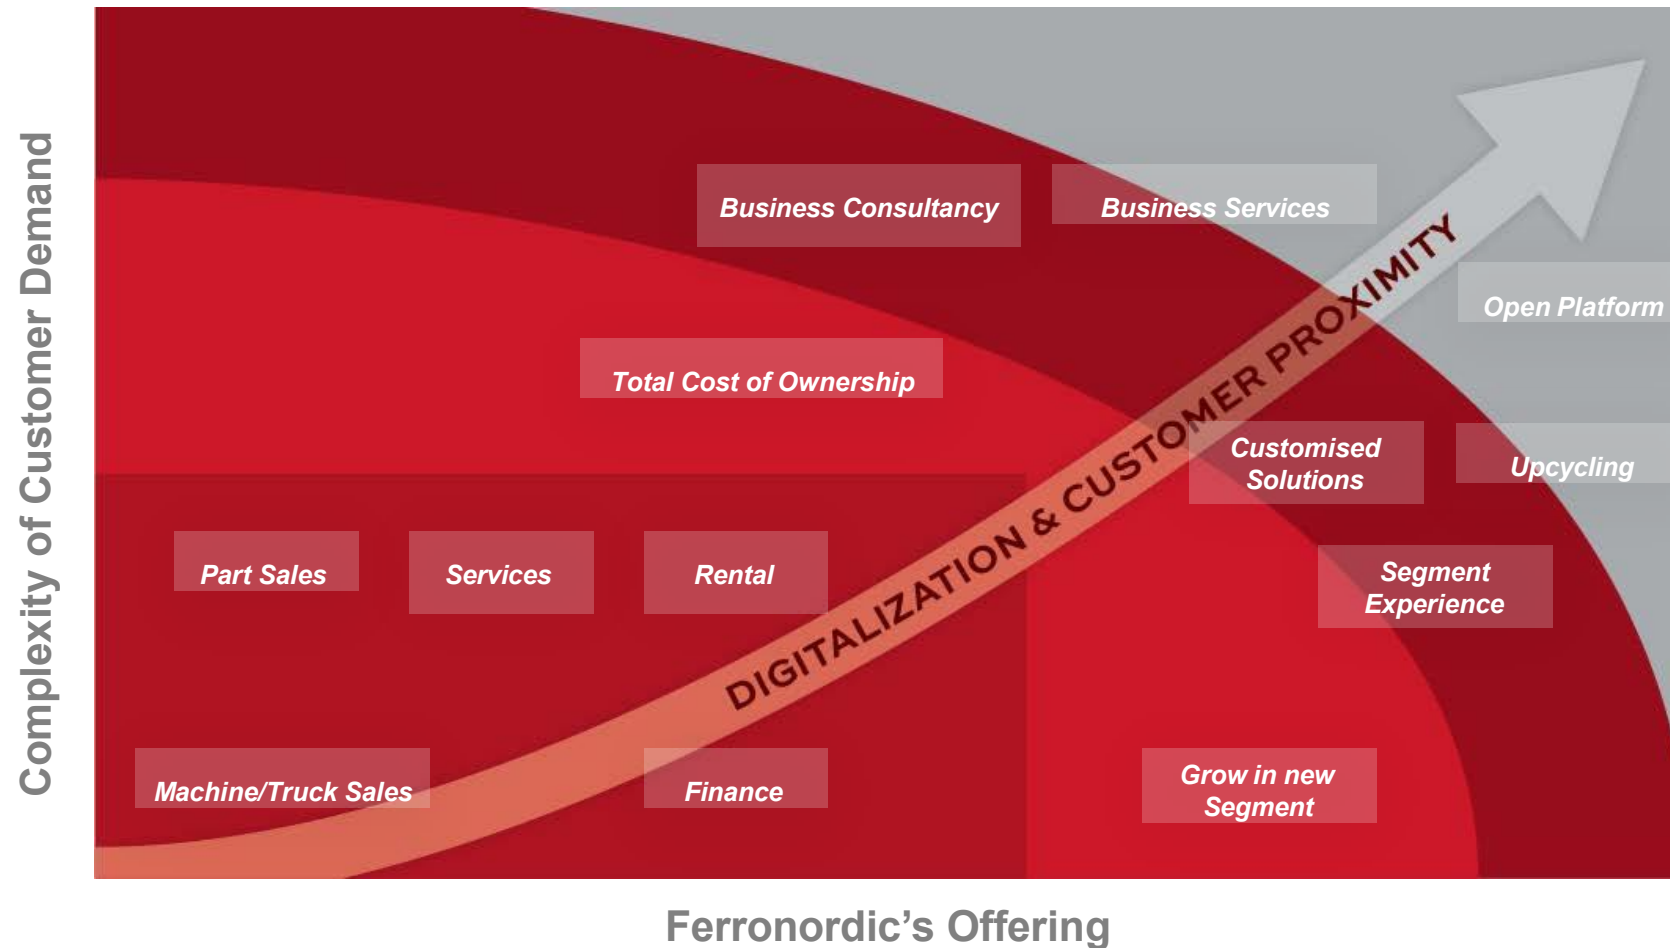 Complexity of Customer Demand
Business Consultancy
Business Services
Open Platform
Total Cost of Ownership
DIGITALIZATION & CUSTOMER PROXIMITY
Customised
Solutions
Upcycling
Part Sales
Services
Rental
Segment
Experience
Machine/Truck Sales
Finance
Grow in new
Segment
Ferronordic's Offering